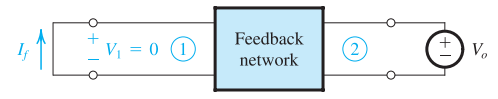 I_f
+
V_1 = 0
−
1
Feedback
network
2
+
−
V_o